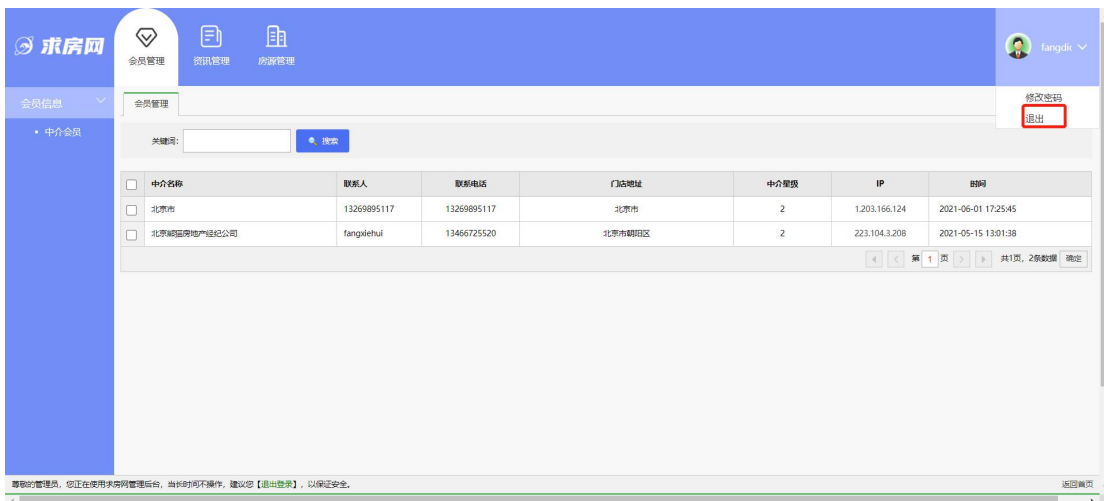 求房网
会员管理 资讯管理 房源管理
fangdic
会员信息
中介会员
会员管理
修改密码
退出
关键词:
搜索
中介名称 联系人 联系电话 门店地址 中介星级 IP 时间
北京市 13269895117 13269895117 北京市 2 1.203.166.124 2021-06-01 17:25:45
北京熊猫房地产经纪公司 fangxiehui 13466725520 北京市朝阳区 2 223.104.3.208 2021-05-15 13:01:38
第 1 页 共1页, 2条数据 确定
尊敬的管理员, 您正在使用求房网管理后台, 当长时间不操作, 建议您【退出登录】, 以保证安全。 返回首页